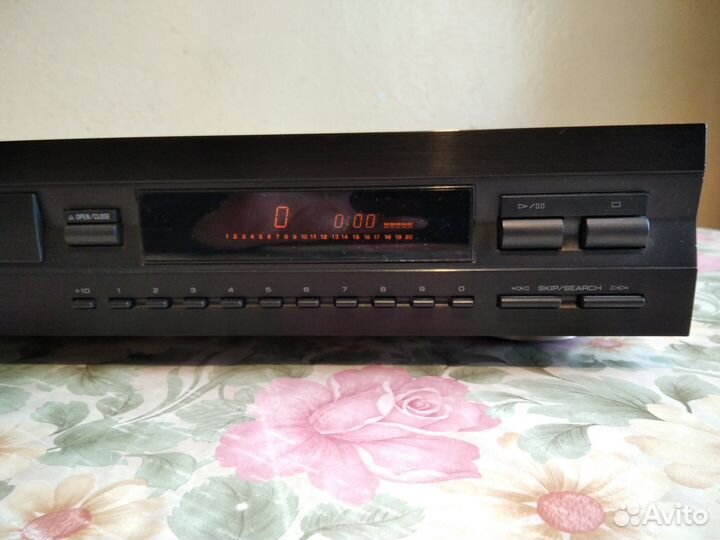 △ OPEN/CLOSE
0 0:00
1 2 3 4 5 6 7 8 9 10 11 12 13 14 15 16 17 18 19 20
▷/▯▯ □
+10 1 2 3 4 5 6 7 8 9 0
|◁◁ SKIP/SEARCH ▷▷|
Avito